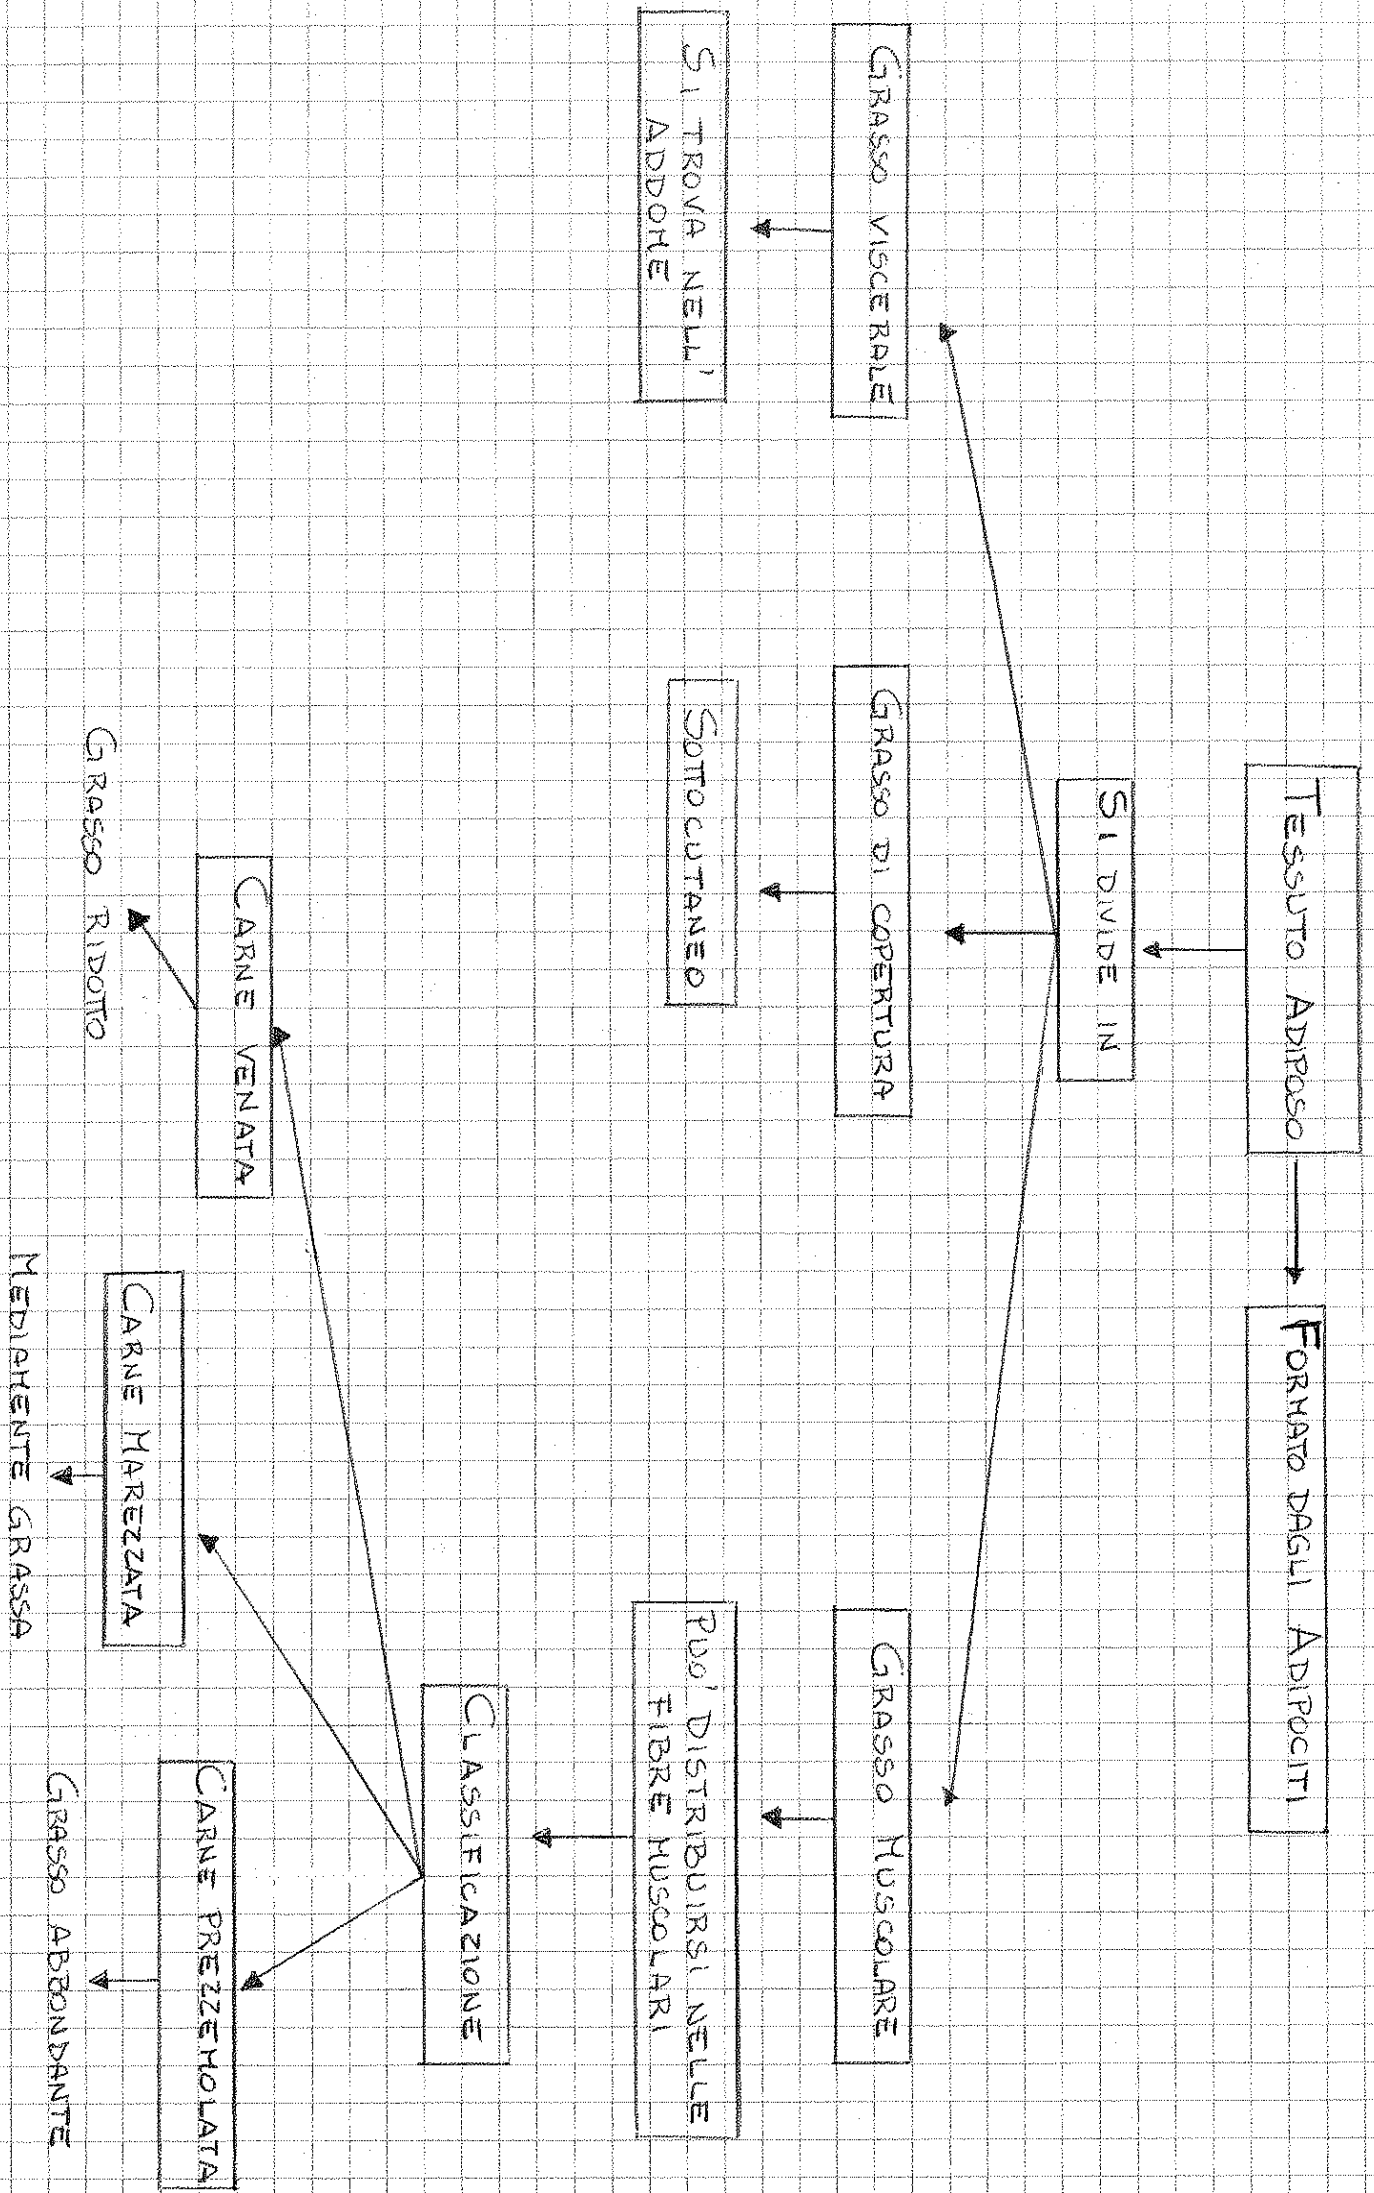 TESSUTO ADIPOSO
FORMATO DAGLI ADIPOCITI
SI DIVIDE IN
GRASSO VISCERALE
GRASSO DI COPERTURA
GRASSO MUSCOLARE
SI TROVA NELL'
ADDOME
SOTTOCUTANEO
PUO' DISTRIBUIRSI NELLE
FIBRE MUSCOLARI
CLASSIFICAZIONE
CARNE VENATA
CARNE MAREZZATA
CARNE PREZZEMOLATA
GRASSO RIDOTTO
MEDIAMENTE GRASSA
GRASSO ABBONDANTE